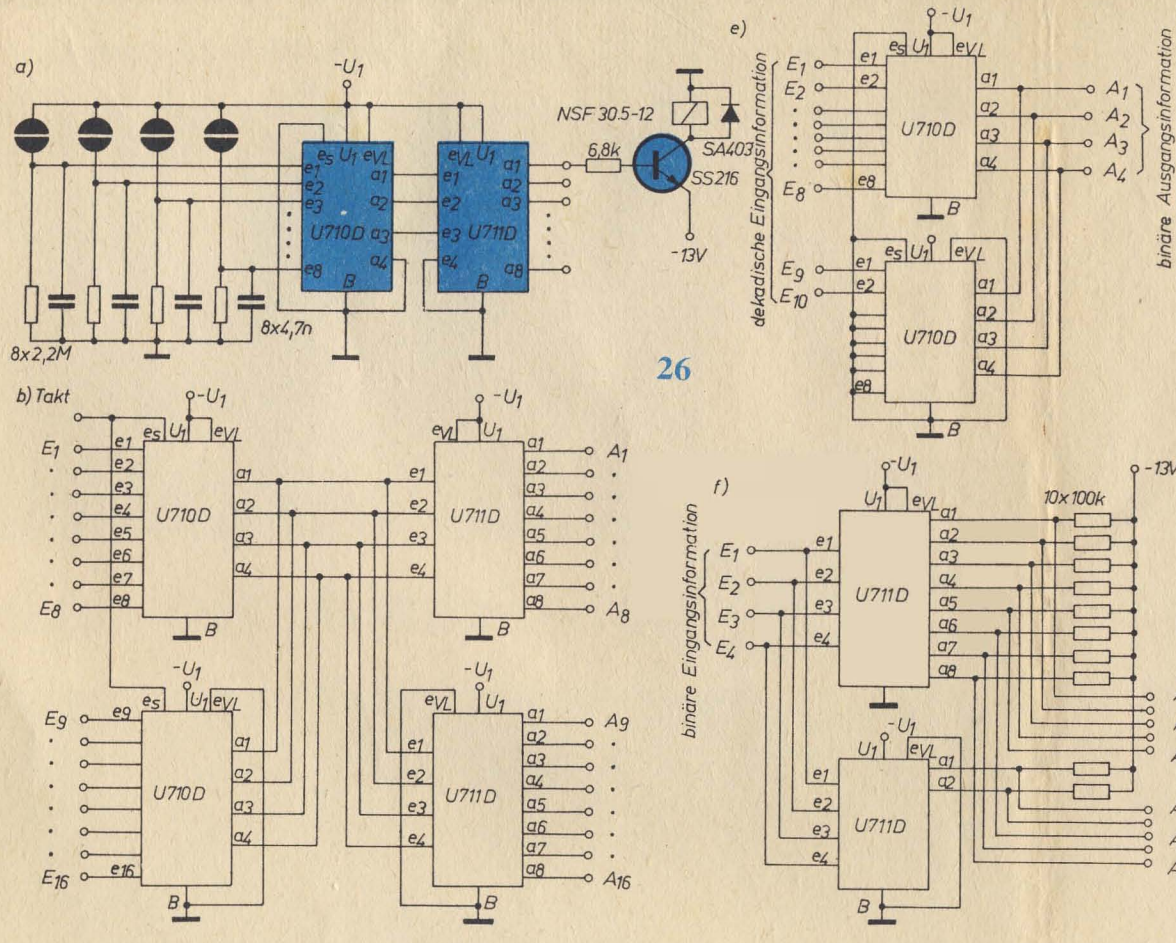 a)
-U1
eS U1 eVL
e1
e2
e3
e8
a1
a2
a3
a4
U710D
B
eVL U1
e1
e2
e3
e4
a1
a2
a3
a8
U711D
8x2,2M
8x4,7n
6,8k
NSF 30.5-12
SA403
SS216
-13V
26
b) Takt
-U1
eS U1 eVL
E1
E8
e1
e2
e3
e4
e5
e6
e7
e8
U710D
a1
a2
a3
a4
B
-U1
eVL U1
e1
e2
e3
e4
U711D
a1
a2
a3
a4
a5
a6
a7
a8
A1
A8
B
-U1
eS U1 eVL
E9
E16
e9
e16
U710D
a1
a2
a3
a4
B
-U1
eVL U1
e1
e2
e3
e4
U711D
a1
a2
a3
a4
a5
a6
a7
a8
A9
A16
B
e)
-U1
eS U1 eVL
dekadische Eingangsinformation
E1
E2
E8
E9
E10
e1
e2
e8
U710D
a1
a2
a3
a4
A1
A2
A3
A4
binäre Ausgangsinformation
B
eS U1 eVL
e1
e2
e8
U710D
a1
a2
a3
a4
B
f)
-U1
U1 eVL
binäre Eingangsinformation
E1
E2
E3
E4
e1
e2
e3
e4
U711D
a1
a2
a3
a4
a5
a6
a7
a8
10x100k
-13V
-U1
U1 eVL
e1
e2
e3
e4
U711D
a1
a2
B